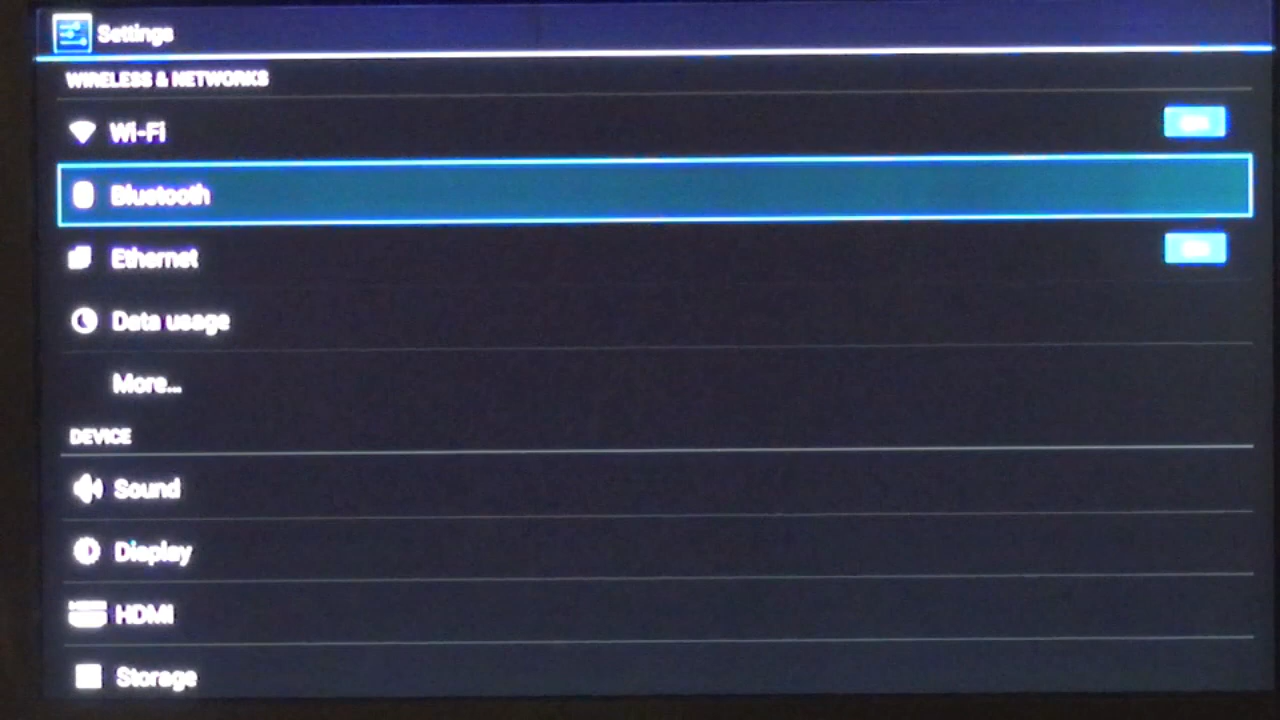 Settings
WIRELESS & NETWORKS
Wi-Fi
Bluetooth
Ethernet
Data usage
More...
DEVICE
Sound
Display
HDMI
Storage